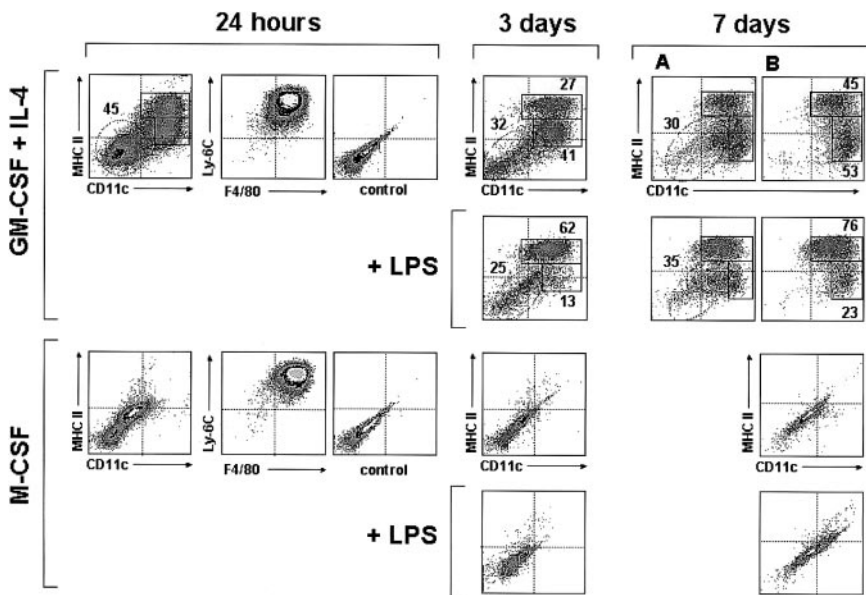 24 hours
3 days
7 days
A
B
GM-CSF + IL-4
MHC II
45
CD11c
Ly-6C
F4/80
control
MHC II
27
32
41
CD11c
MHC II
30
45
53
CD11c
+ LPS
62
25
13
35
76
23
M-CSF
MHC II
CD11c
Ly-6C
F4/80
control
MHC II
CD11c
MHC II
CD11c
+ LPS